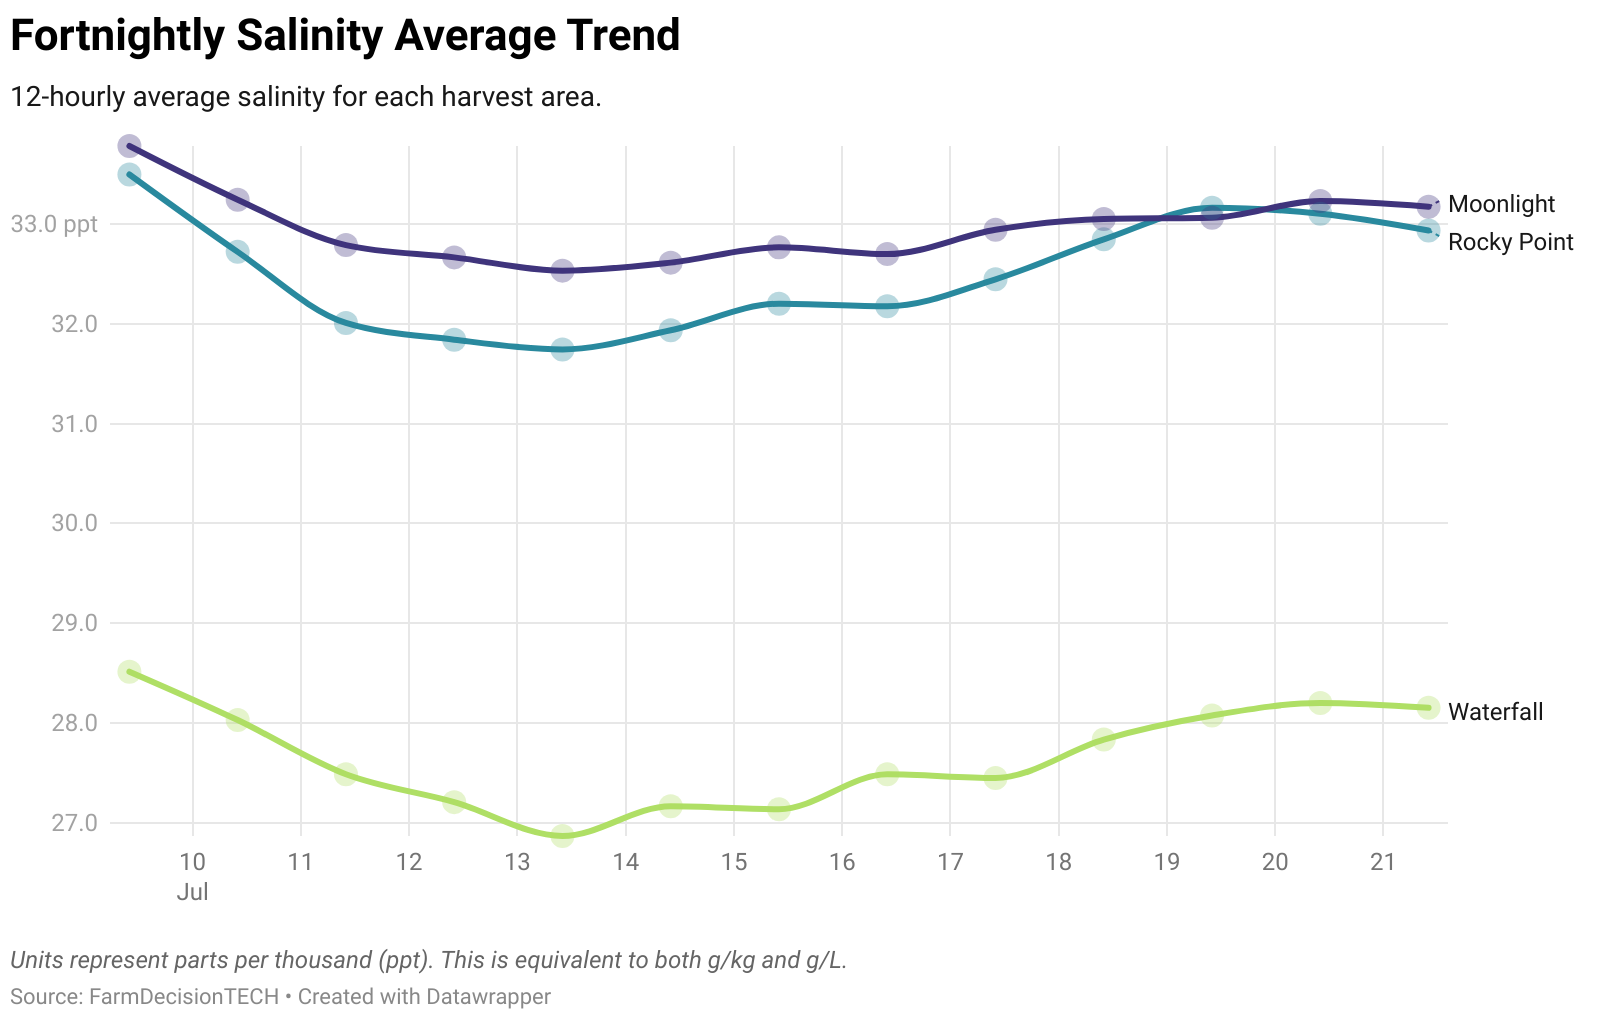 Fortnightly Salinity Average Trend
12-hourly average salinity for each harvest area.
33.0 ppt
32.0
31.0
30.0
29.0
28.0
27.0
Moonlight
Rocky Point
Waterfall
10 11 12 13 14 15 16 17 18 19 20 21
Jul
Units represent parts per thousand (ppt). This is equivalent to both g/kg and g/L.
Source: FarmDecisionTECH • Created with Datawrapper